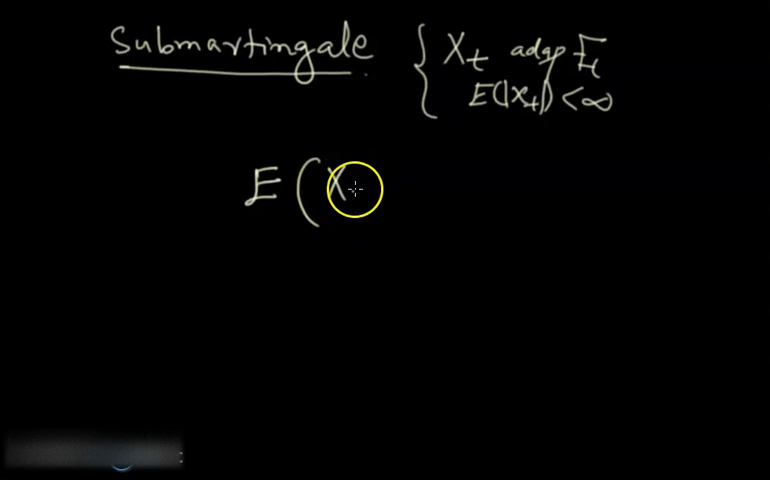 Submartingale { X_t adap F_t
E(|X_t|) < ∞
E (X